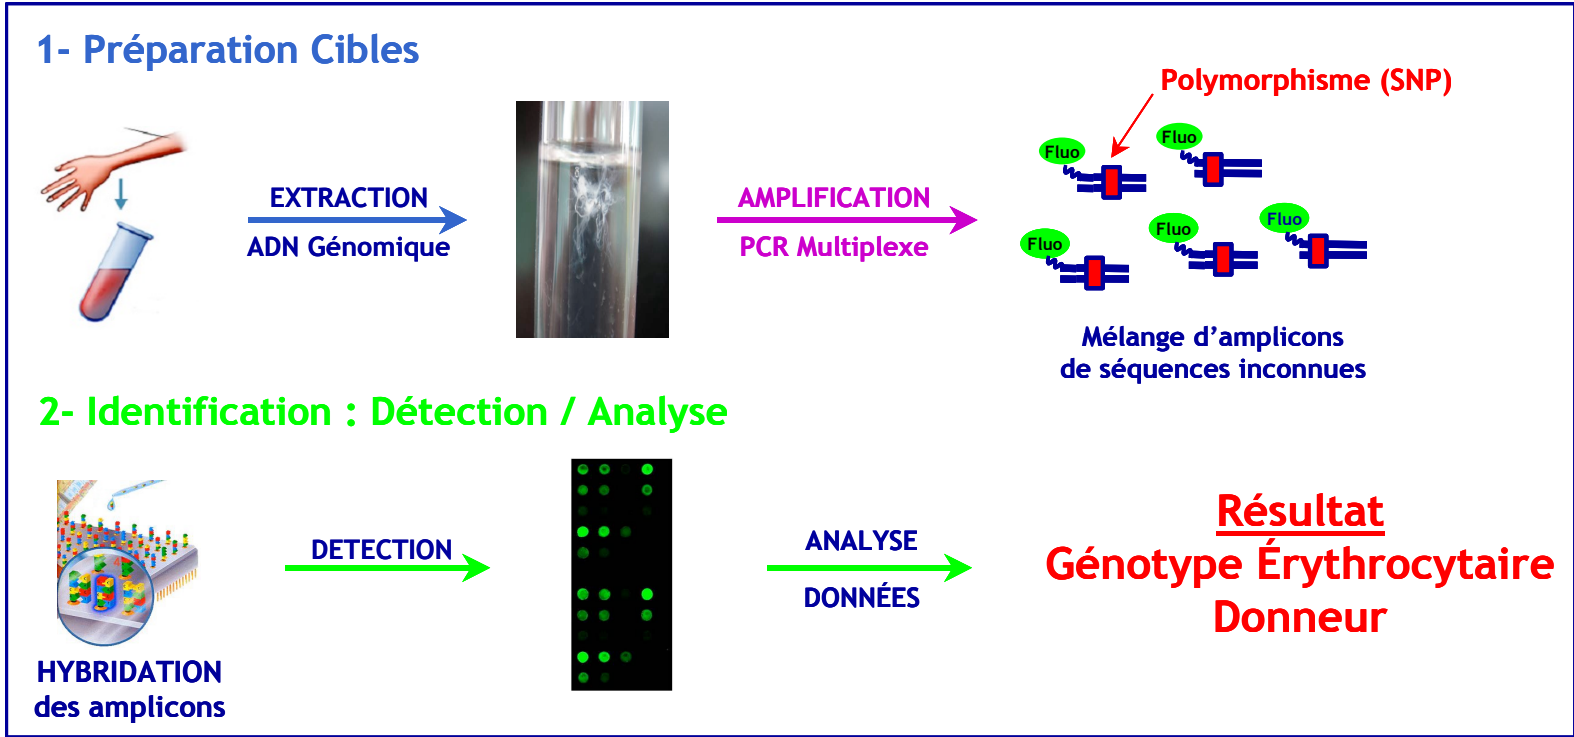 1- Préparation Cibles
Polymorphisme (SNP)
Fluo
Fluo
EXTRACTION
ADN Génomique
AMPLIFICATION
PCR Multiplexe
Fluo
Fluo
Fluo
Mélange d’amplicons
de séquences inconnues
2- Identification : Détection / Analyse
HYBRIDATION
des amplicons
DETECTION
ANALYSE
DONNÉES
Résultat
Génotype Érythrocytaire
Donneur